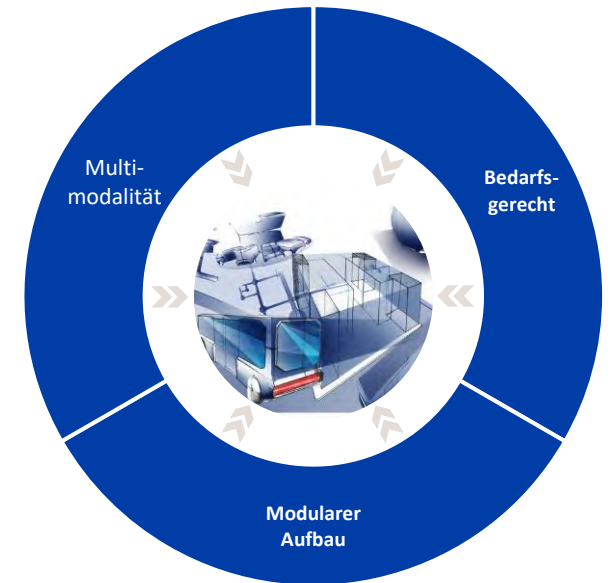 Multi-
modalität
Bedarfs-
gerecht
Modularer
Aufbau